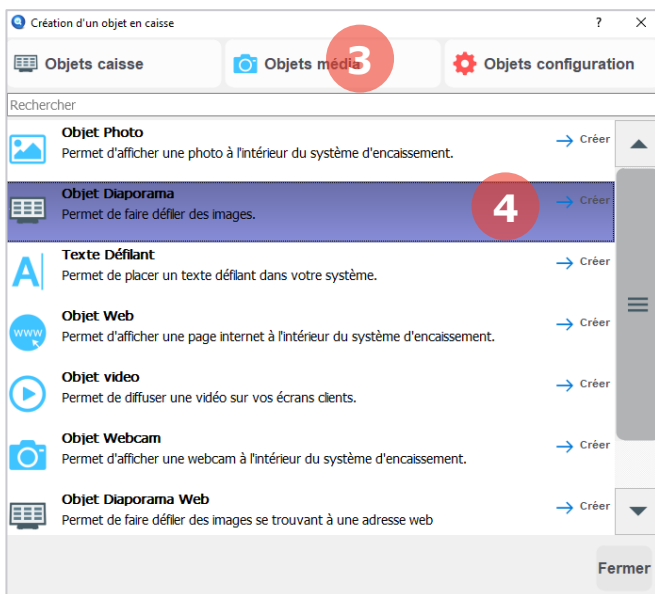 Création d'un objet en caisse ? ×
Objets caisse Objets média Objets configuration
3
Rechercher
Objet Photo
Permet d'afficher une photo à l'intérieur du système d'encaissement.
Créer
Objet Diaporama
Permet de faire défiler des images.
4
Créer
Texte Défilant
Permet de placer un texte défilant dans votre système.
Créer
A
Objet Web
Permet d'afficher une page internet à l'intérieur du système d'encaissement.
Créer
www
Objet video
Permet de diffuser une vidéo sur vos écrans clients.
Créer
Objet Webcam
Permet d'afficher une webcam à l'intérieur du système d'encaissement.
Créer
Objet Diaporama Web
Permet de faire défiler des images se trouvant à une adresse web
Créer
Fermer